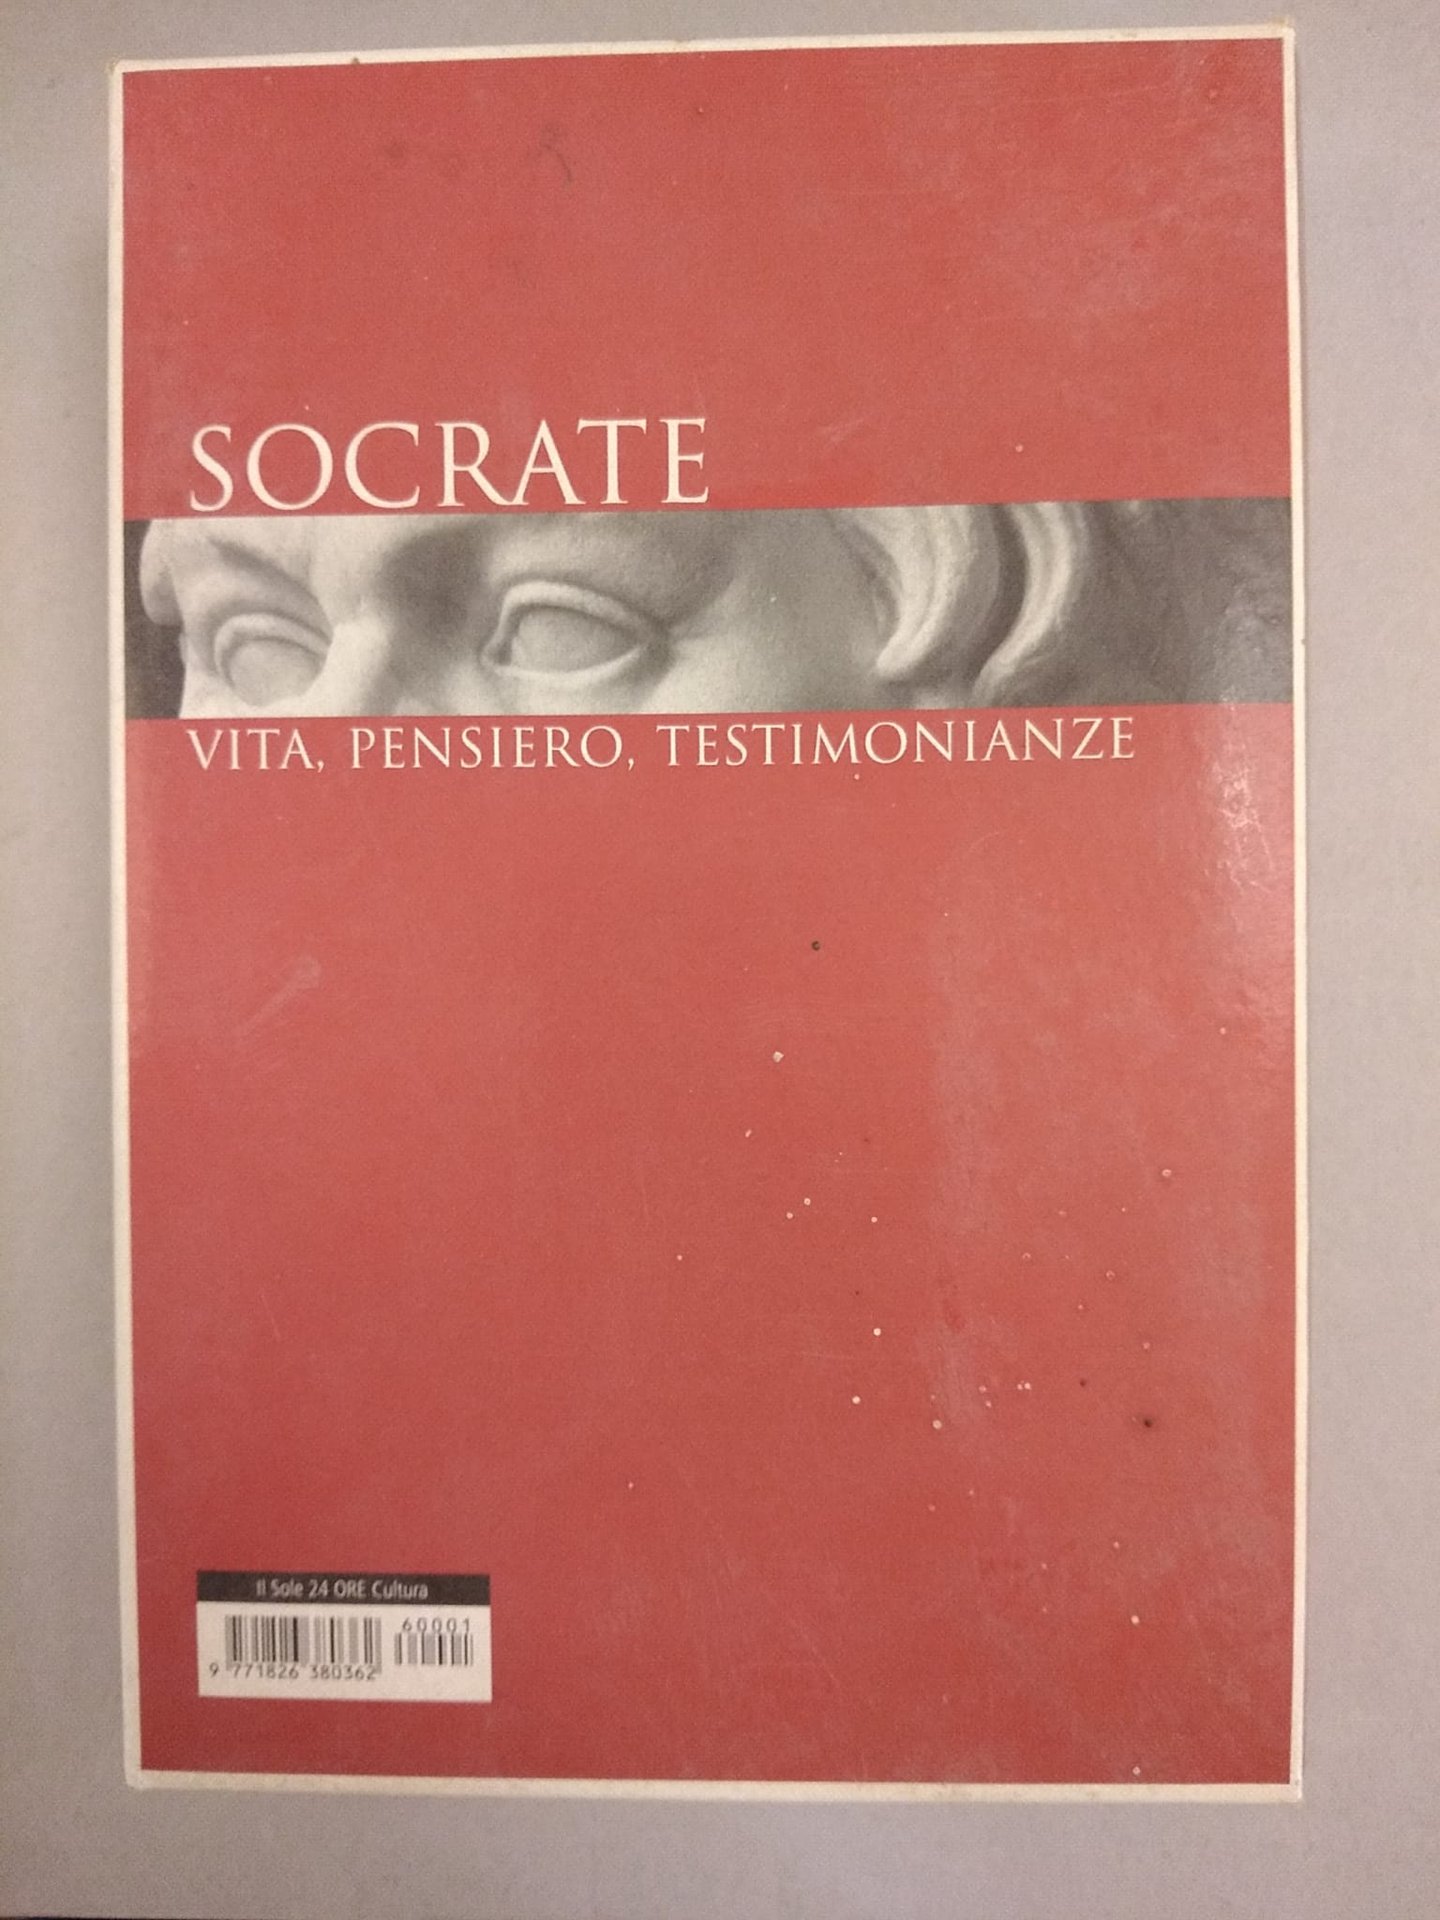 SOCRATE
VITA, PENSIERO, TESTIMONIANZE
Il Sole 24 ORE Cultura
60001
9 771826 380362